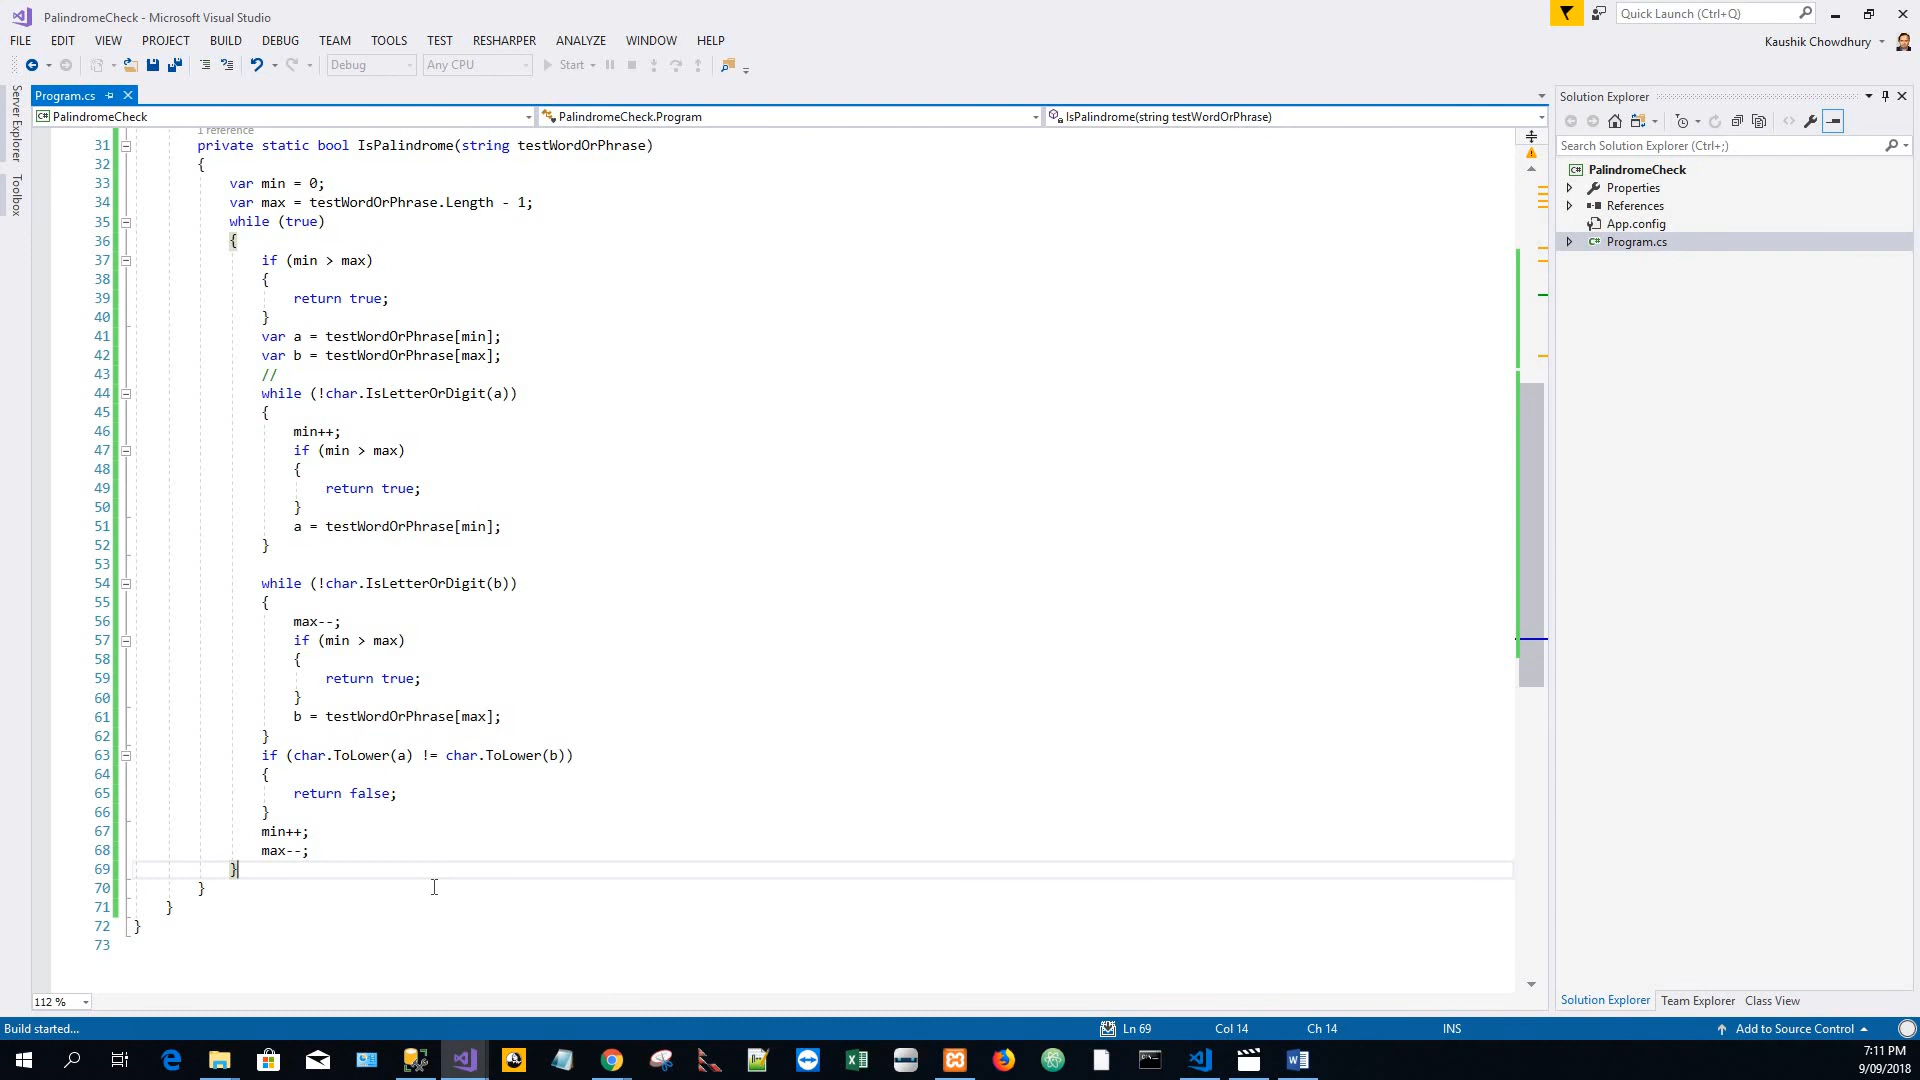 PalindromeCheck - Microsoft Visual Studio
Quick Launch (Ctrl+Q)
FILE EDIT VIEW PROJECT BUILD DEBUG TEAM TOOLS TEST RESHARPER ANALYZE WINDOW HELP
Kaushik Chowdhury
Debug Any CPU Start
Server Explorer
Toolbox
Program.cs
PalindromeCheck PalindromeCheck.Program IsPalindrome(string testWordOrPhrase)
1 reference
31 private static bool IsPalindrome(string testWordOrPhrase)
32 {
33 var min = 0;
34 var max = testWordOrPhrase.Length - 1;
35 while (true)
36 {
37 if (min > max)
38 {
39 return true;
40 }
41 var a = testWordOrPhrase[min];
42 var b = testWordOrPhrase[max];
43 //
44 while (!char.IsLetterOrDigit(a))
45 {
46 min++;
47 if (min > max)
48 {
49 return true;
50 }
51 a = testWordOrPhrase[min];
52 }
53
54 while (!char.IsLetterOrDigit(b))
55 {
56 max--;
57 if (min > max)
58 {
59 return true;
60 }
61 b = testWordOrPhrase[max];
62 }
63 if (char.ToLower(a) != char.ToLower(b))
64 {
65 return false;
66 }
67 min++;
68 max--;
69 }
70 }
71 }
72 }
73
112 %
Solution Explorer
Search Solution Explorer (Ctrl+;)
C# PalindromeCheck
Properties
References
App.config
C# Program.cs
Solution Explorer Team Explorer Class View
Build started... Ln 69 Col 14 Ch 14 INS Add to Source Control
7:11 PM
9/09/2018